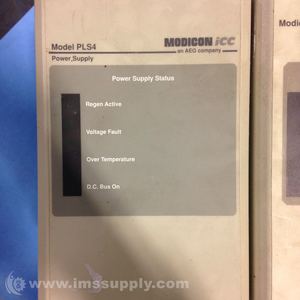 Model PLS4
MODICON icc
Power, Supply
an AEG company
Power Supply Status
Regen Active
Voltage Fault
Over Temperature
D.C. Bus On
www.imssupply.com